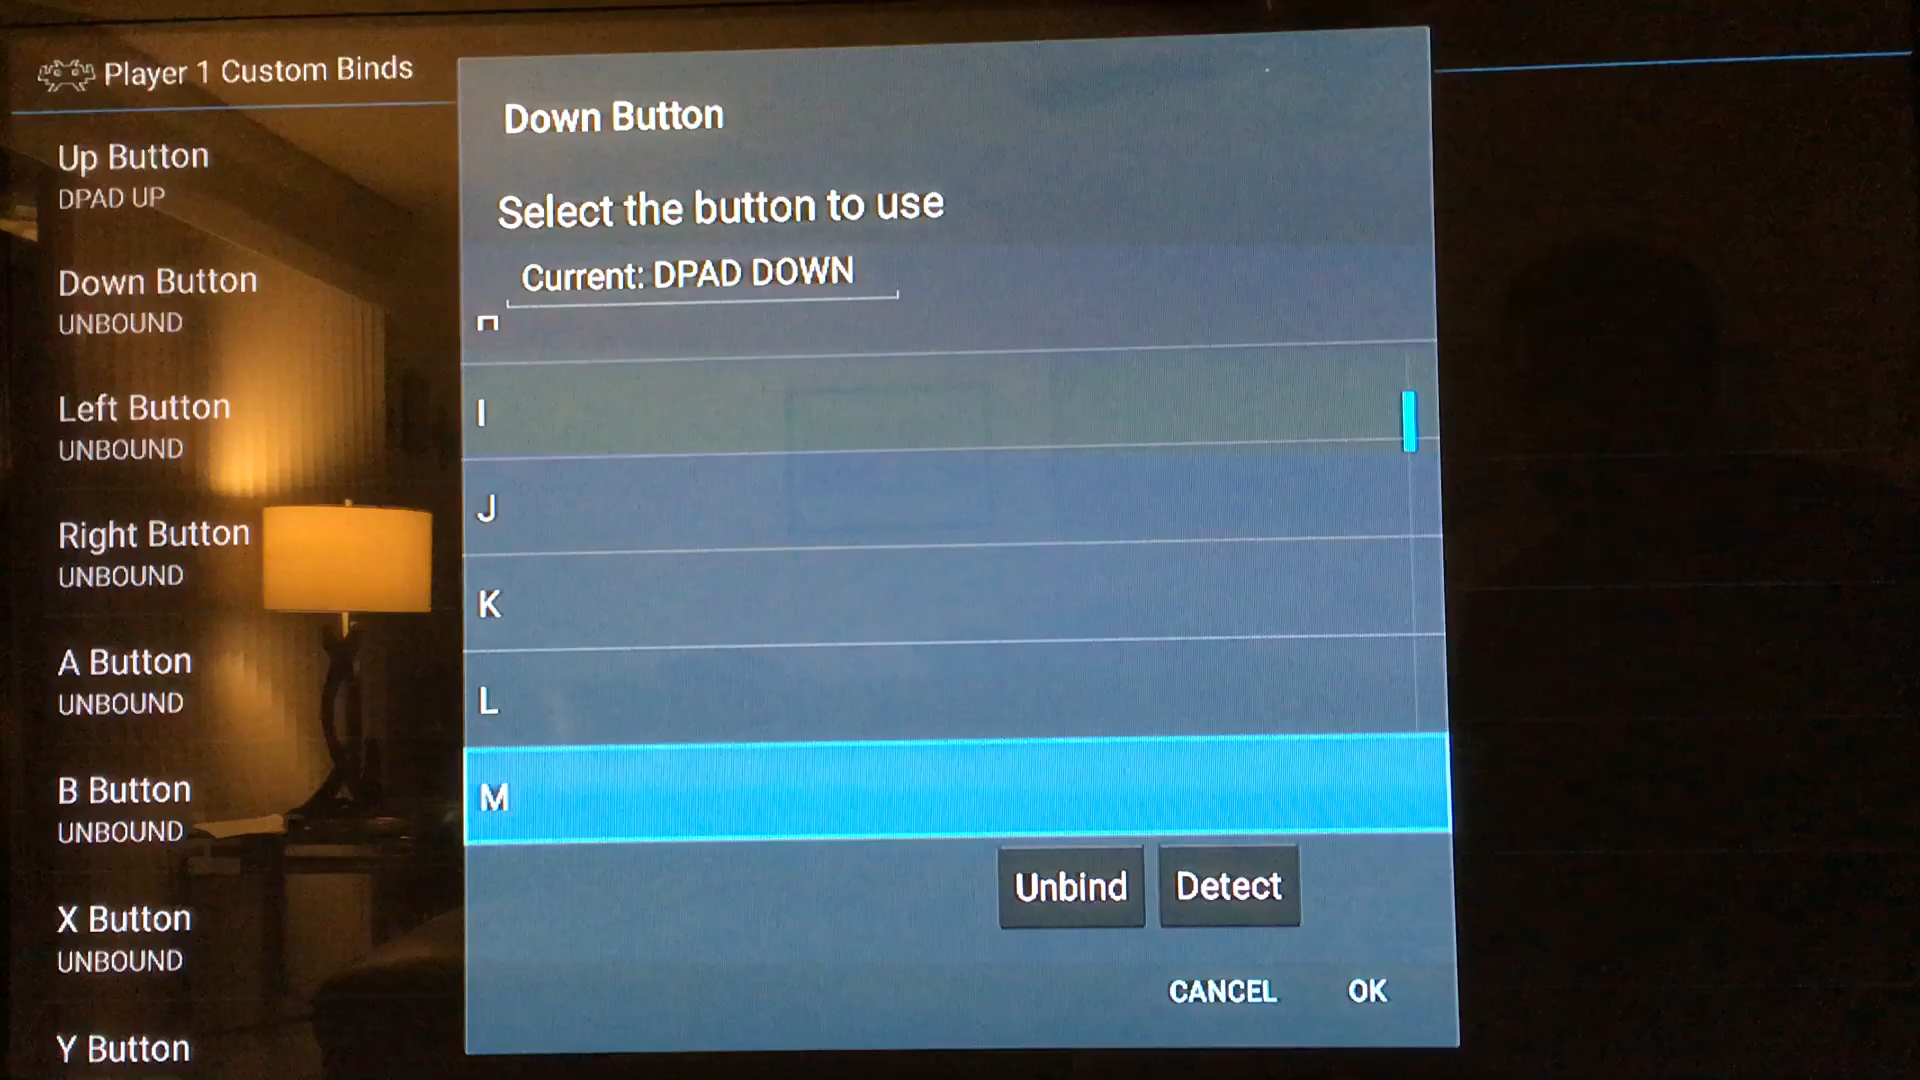 Player 1 Custom Binds
Up Button
DPAD UP
Down Button
UNBOUND
Left Button
UNBOUND
Right Button
UNBOUND
A Button
UNBOUND
B Button
UNBOUND
X Button
UNBOUND
Y Button
Down Button
Select the button to use
Current: DPAD DOWN
I
J
K
L
M
Unbind
Detect
CANCEL
OK